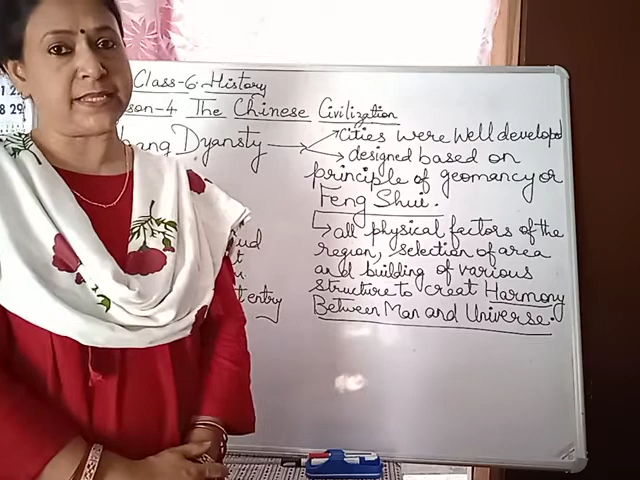 Class-6 History
sson-4 The Chinese Civilization
hang Dyansty → Cities were well developed
→ designed based on
principle of geomancy or
Feng Shui.
→ all physical factors of the
region, selection of area
and building of various
structure to creat Harmony
Between Man and Universe.
entry